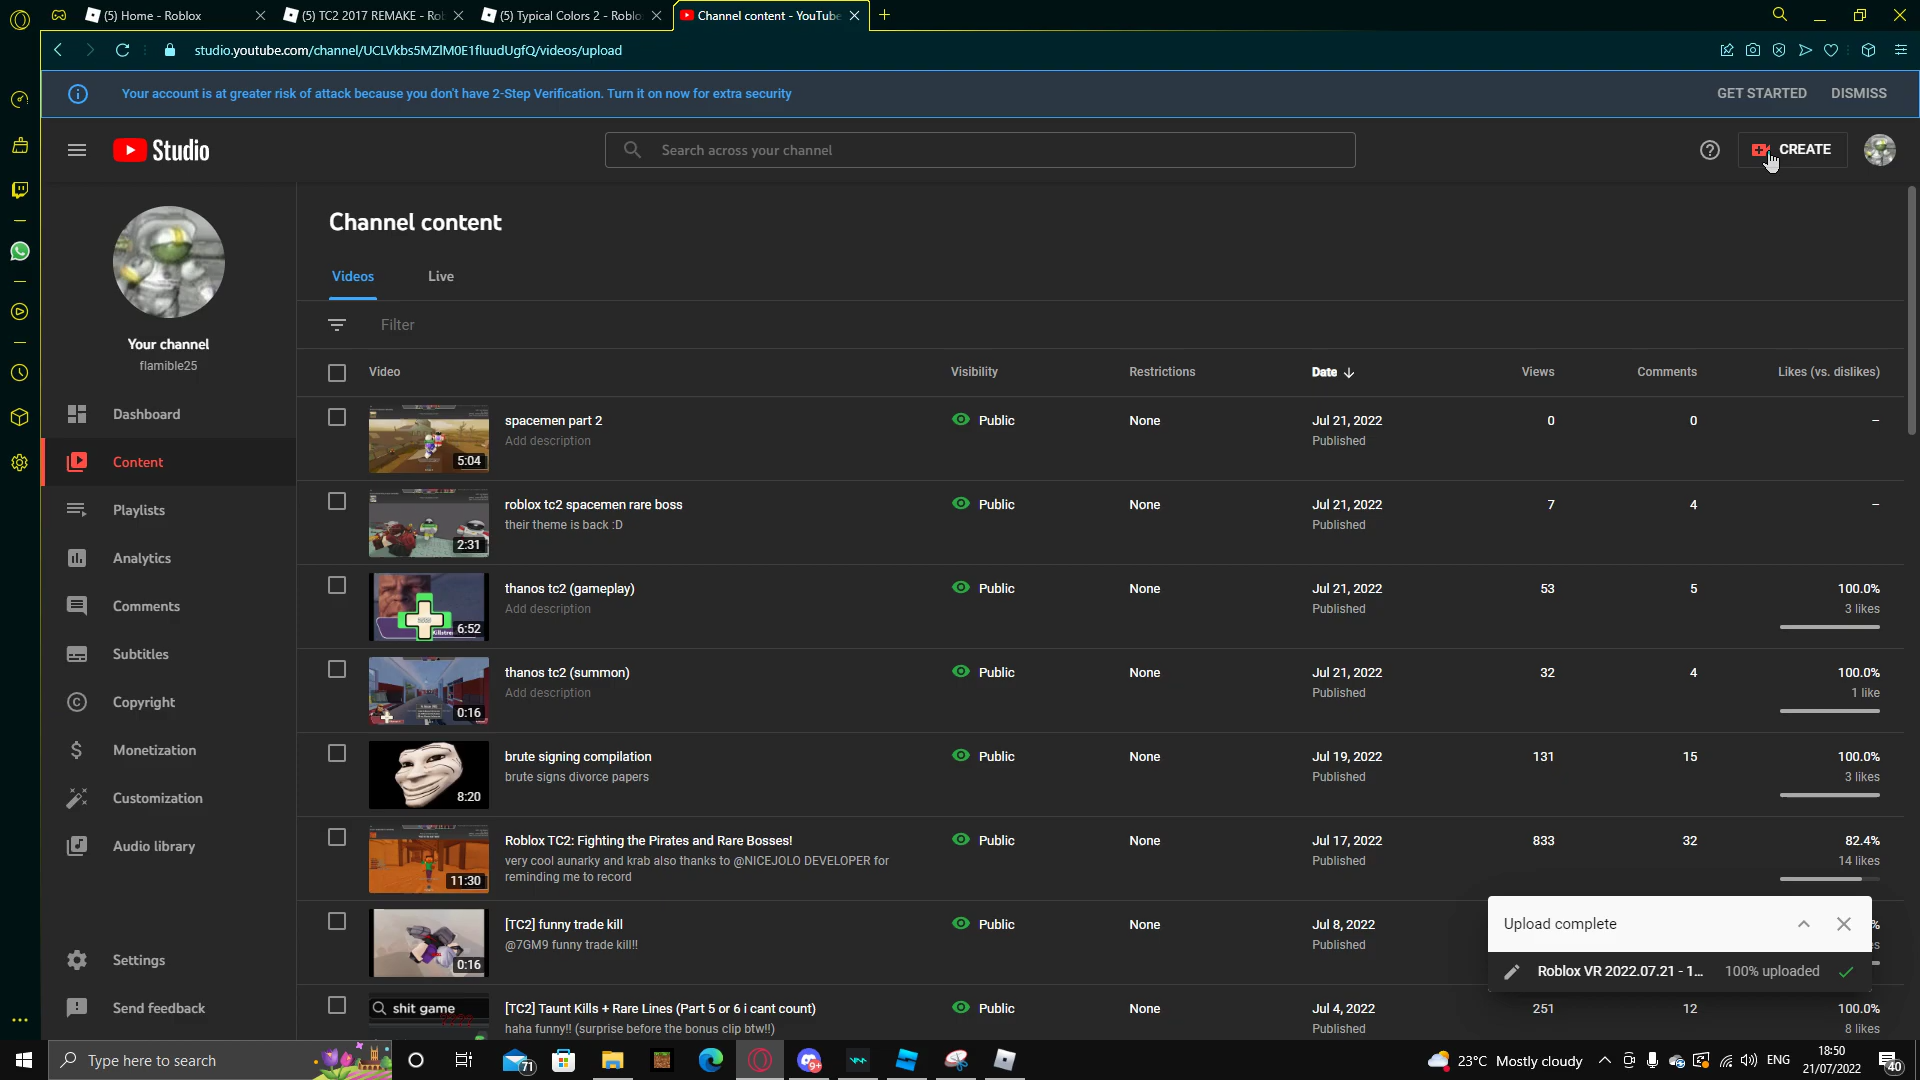 (5) Home - Roblox
(5) TC2 2017 REMAKE - Ro
(5) Typical Colors 2 - Roblo
Channel content - YouTube
studio.youtube.com/channel/UCLVkbs5MZlM0E1fluudUgfQ/videos/upload
Your account is at greater risk of attack because you don't have 2-Step Verification. Turn it on now for extra security
GET STARTED
DISMISS
Studio
Search across your channel
CREATE
Your channel
flamible25
Dashboard
Content
Playlists
Analytics
Comments
Subtitles
Copyright
Monetization
Customization
Audio library
Settings
Send feedback
Channel content
Videos Live
Filter
Video Visibility Restrictions Date Views Comments Likes (vs. dislikes)
spacemen part 2 Public None Jul 21, 2022 0 0 –
Add description Published
5:04
roblox tc2 spacemen rare boss Public None Jul 21, 2022 7 4 –
their theme is back :D Published
2:31
thanos tc2 (gameplay) Public None Jul 21, 2022 53 5 100.0%
Add description Published 3 likes
6:52
thanos tc2 (summon) Public None Jul 21, 2022 32 4 100.0%
Add description Published 1 like
0:16
brute signing compilation Public None Jul 19, 2022 131 15 100.0%
brute signs divorce papers Published 3 likes
8:20
Roblox TC2: Fighting the Pirates and Rare Bosses! Public None Jul 17, 2022 833 32 82.4%
very cool aunarky and krab also thanks to @NICEJOLO DEVELOPER for Published 14 likes
reminding me to record
11:30
[TC2] funny trade kill Public None Jul 8, 2022
@7GM9 funny trade kill!! Published
0:16
shit game
[TC2] Taunt Kills + Rare Lines (Part 5 or 6 i cant count) Public None Jul 4, 2022 251 12 100.0%
haha funny!! (surprise before the bonus clip btw!!) Published 8 likes
Upload complete
Roblox VR 2022.07.21 - 1... 100% uploaded
Type here to search
71
9+
23°C Mostly cloudy
ENG
18:50
21/07/2022
40